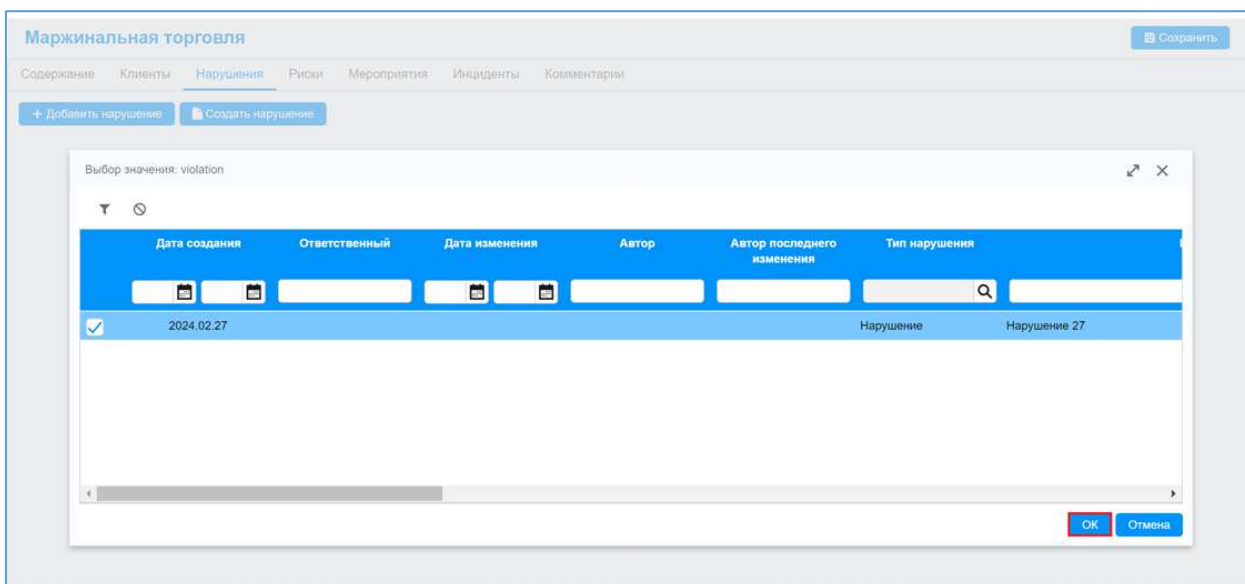 Маржинальная торговля
Сохранить
Содержание Клиенты Нарушения Риски Мероприятия Инциденты Комментарии
+ Добавить нарушение Создать нарушение
Выбор значения: violation
Дата создания Ответственный Дата изменения Автор Автор последнего Тип нарушения
изменения
2024.02.27 Нарушение Нарушение 27
ОК Отмена